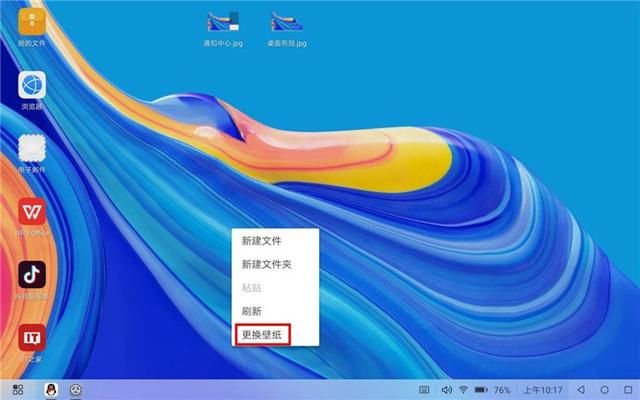 我的文件
通知中心.jpg
桌面布局.jpg
浏览器
电子邮件
WPS Office
抖音短视频
IT
IT之家
新建文件
新建文件夹
粘贴
刷新
更换壁纸
76%
上午10:17